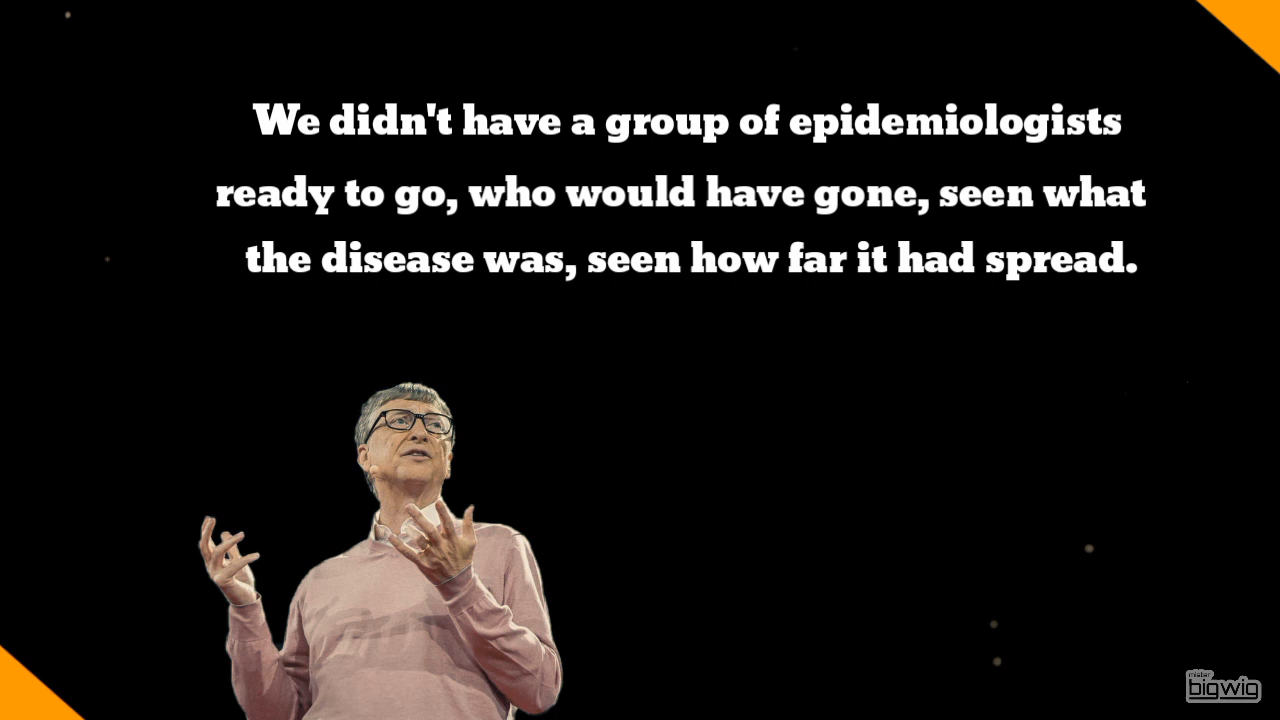 We didn't have a group of epidemiologists
ready to go, who would have gone, seen what
the disease was, seen how far it had spread.
mister
bigwig